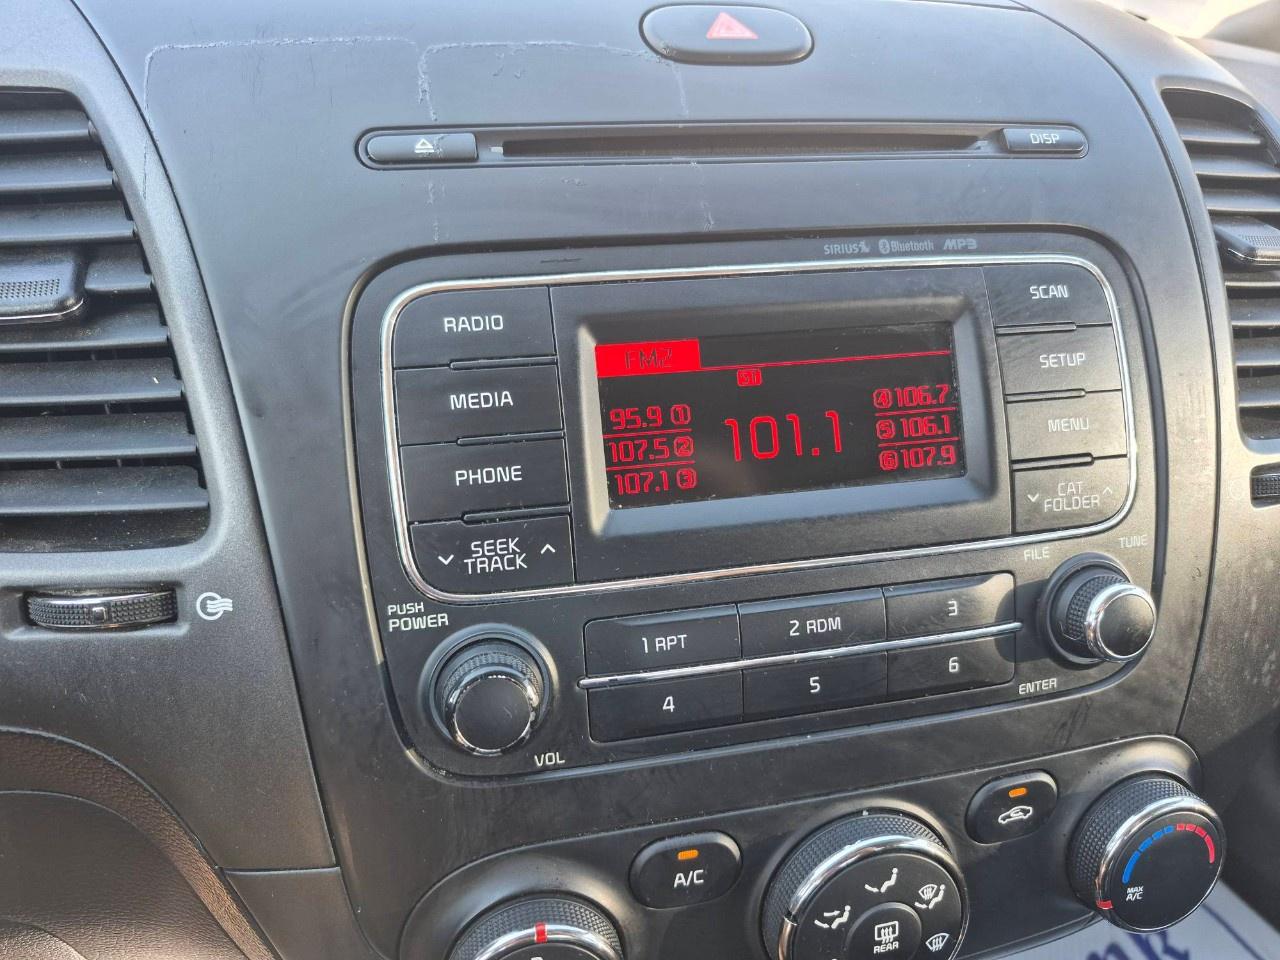 DISP
SIRIUS Bluetooth MP3
RADIO
MEDIA
PHONE
SEEK
TRACK
FM2
ST
95.9 1
107.5 2
107.1 3
101.1
4 106.7
5 106.1
6 107.9
SCAN
SETUP
MENU
CAT
FOLDER
PUSH
POWER
VOL
1 RPT
2 RDM
3
4
5
6
FILE
TUNE
ENTER
A/C
REAR
MAX
A/C